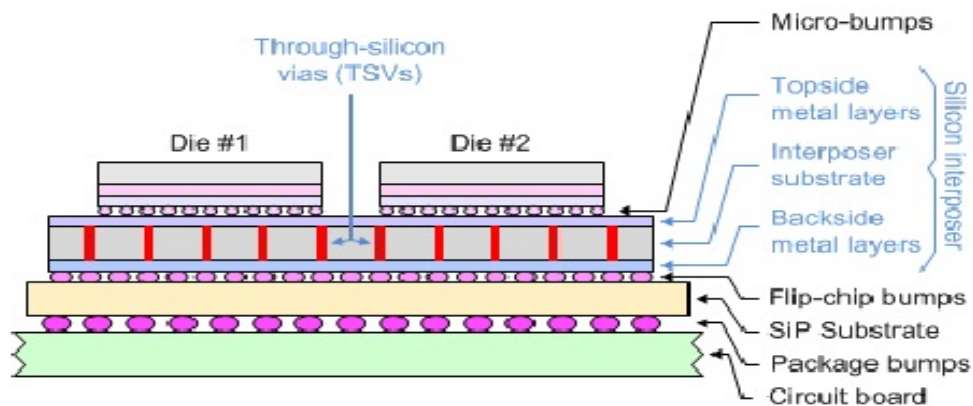 Micro-bumps
Through-silicon
vias (TSVs)
Topside
metal layers
Die #1
Die #2
Interposer
substrate
Silicon interposer
Backside
metal layers
Flip-chip bumps
SiP Substrate
Package bumps
Circuit board